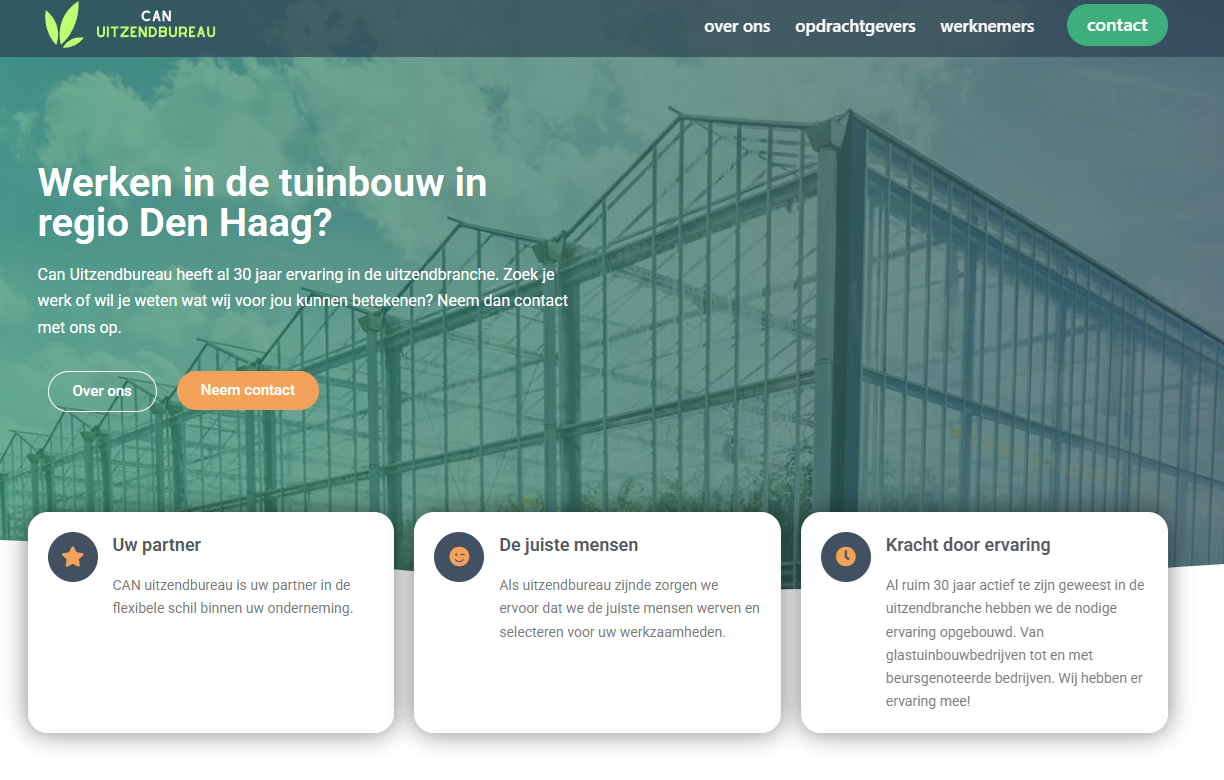 CAN
UITZENDBUREAU
over ons
opdrachtgevers
werknemers
contact
Werken in de tuinbouw in
regio Den Haag?
Can Uitzendbureau heeft al 30 jaar ervaring in de uitzendbranche. Zoek je
werk of wil je weten wat wij voor jou kunnen betekenen? Neem dan contact
met ons op.
Over ons
Neem contact
Uw partner
CAN uitzendbureau is uw partner in de
flexibele schil binnen uw onderneming.
De juiste mensen
Als uitzendbureau zijnde zorgen we
ervoor dat we de juiste mensen werven en
selecteren voor uw werkzaamheden.
Kracht door ervaring
Al ruim 30 jaar actief te zijn geweest in de
uitzendbranche hebben we de nodige
ervaring opgebouwd. Van
glastuinbouwbedrijven tot en met
beursgenoteerde bedrijven. Wij hebben er
ervaring mee!